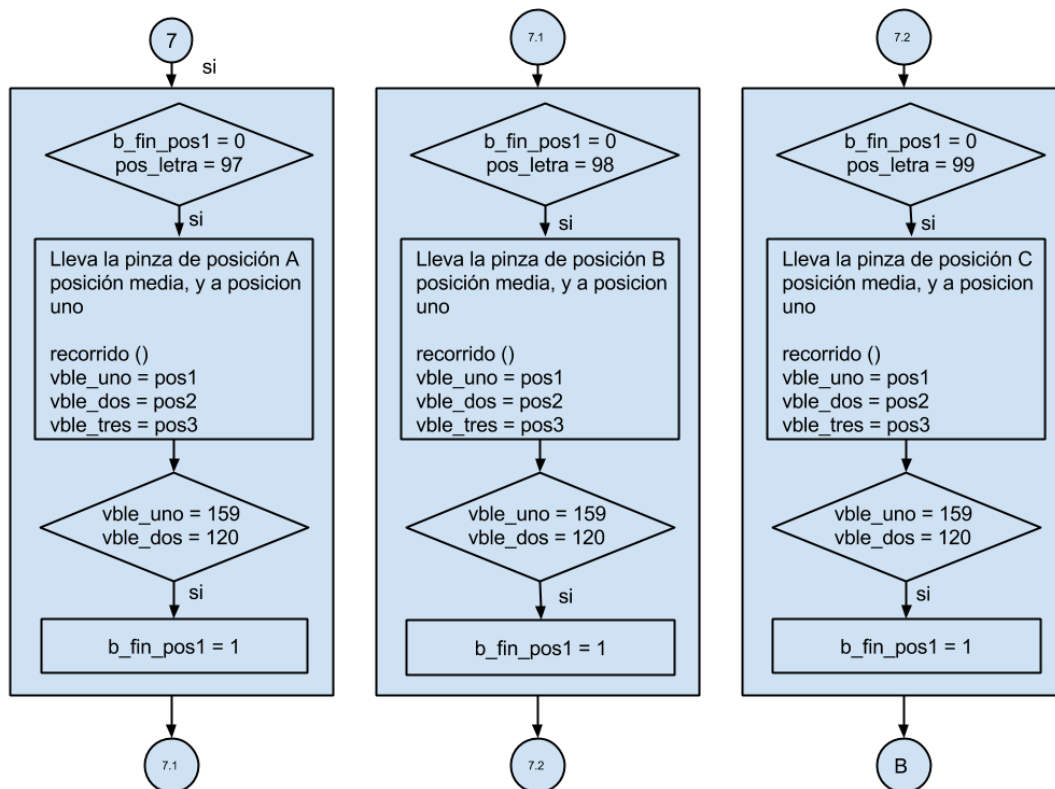 7
si
b_fin_pos1 = 0
pos_letra = 97
si
Lleva la pinza de posición A
posición media, y a posicion
uno
recorrido ()
vble_uno = pos1
vble_dos = pos2
vble_tres = pos3
vble_uno = 159
vble_dos = 120
si
b_fin_pos1 = 1
7.1
7.1
b_fin_pos1 = 0
pos_letra = 98
si
Lleva la pinza de posición B
posición media, y a posicion
uno
recorrido ()
vble_uno = pos1
vble_dos = pos2
vble_tres = pos3
vble_uno = 159
vble_dos = 120
si
b_fin_pos1 = 1
7.2
7.2
b_fin_pos1 = 0
pos_letra = 99
si
Lleva la pinza de posición C
posición media, y a posicion
uno
recorrido ()
vble_uno = pos1
vble_dos = pos2
vble_tres = pos3
vble_uno = 159
vble_dos = 120
si
b_fin_pos1 = 1
B